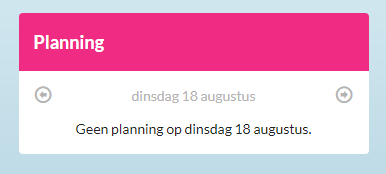 Planning
dinsdag 18 augustus
Geen planning op dinsdag 18 augustus.